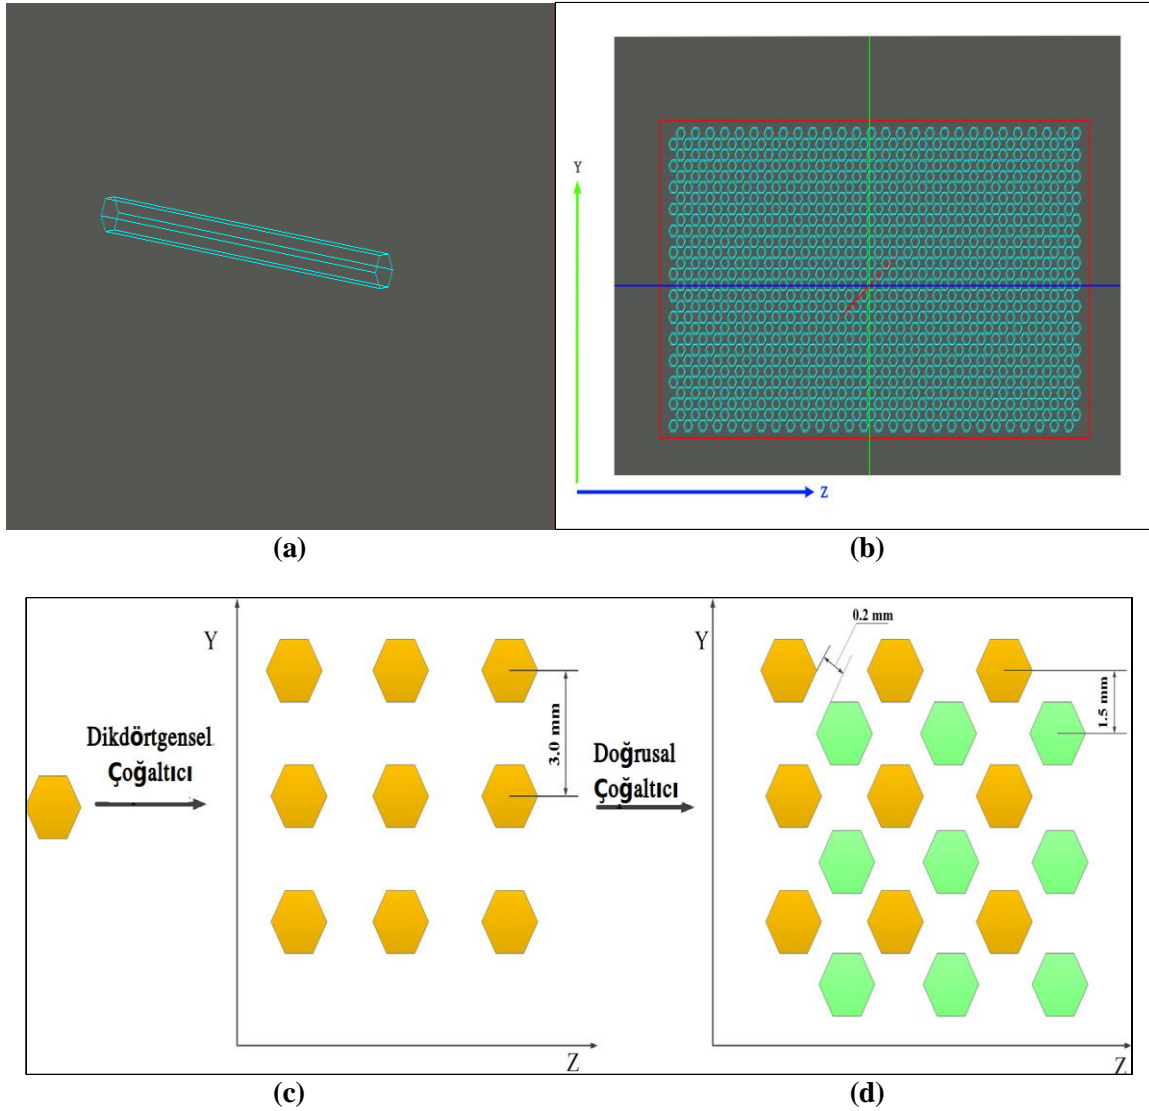 Y
Z
(a)
(b)
Y
Dikdörtgensel
Çoğaltıcı
3.0 mm
Z
Doğrusal
Çoğaltıcı
Y
0.2 mm
1.5 mm
Z
(c)
(d)